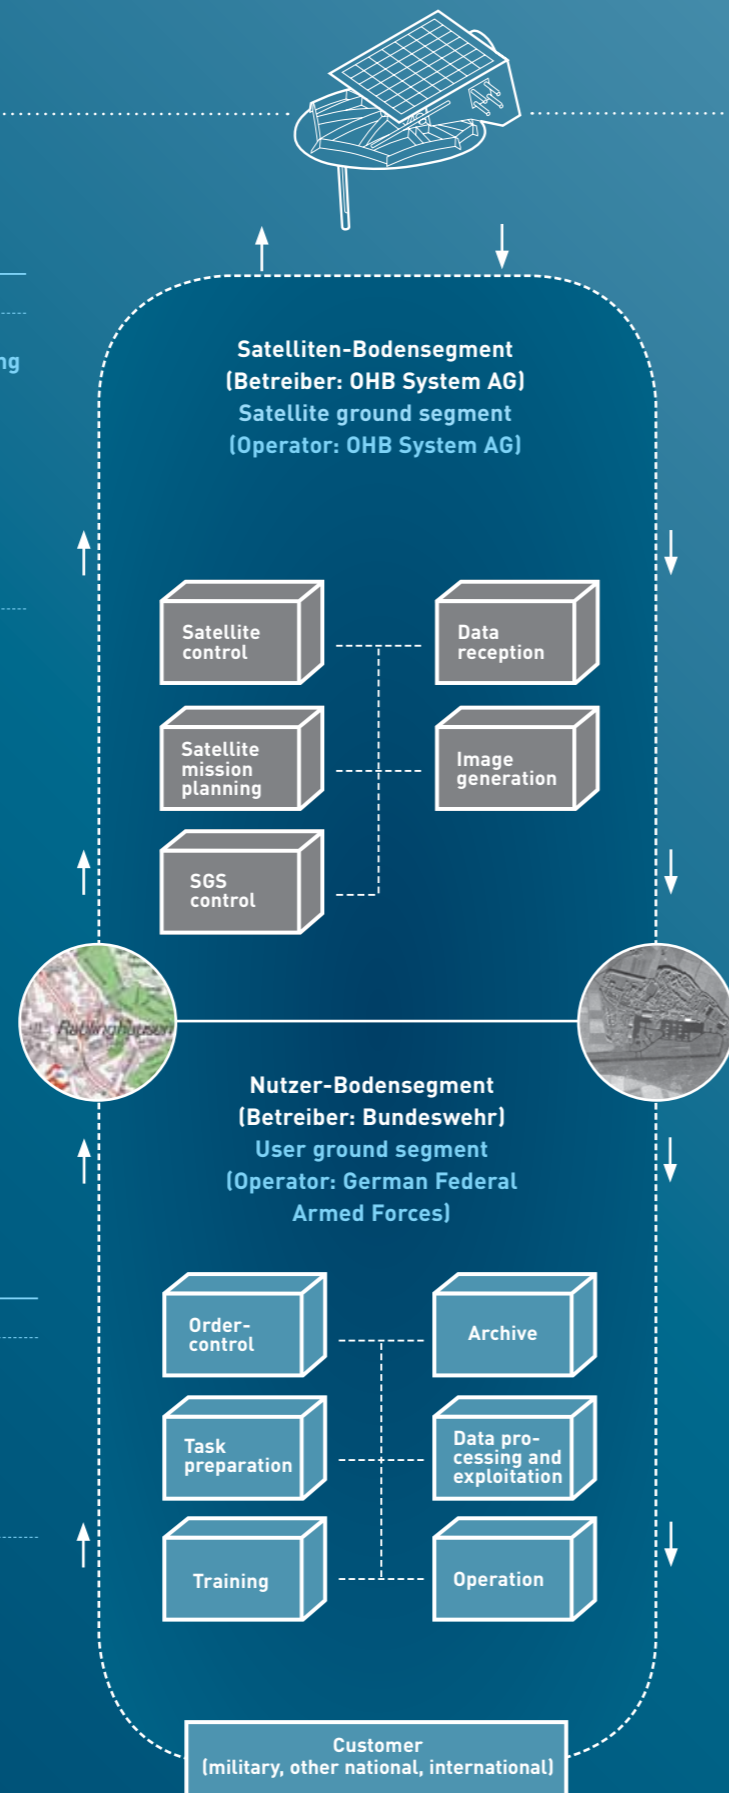 ng
Satelliten-Bodensegment
(Betreiber: OHB System AG)
Satellite ground segment
(Operator: OHB System AG)
Satellite
control
Data
reception
Satellite
mission
planning
Image
generation
SGS
control
Rablinghausen
Nutzer-Bodensegment
(Betreiber: Bundeswehr)
User ground segment
(Operator: German Federal
Armed Forces)
Order-
control
Archive
Task
preparation
Data pro-
cessing and
exploitation
Training
Operation
Customer
(military, other national, international)